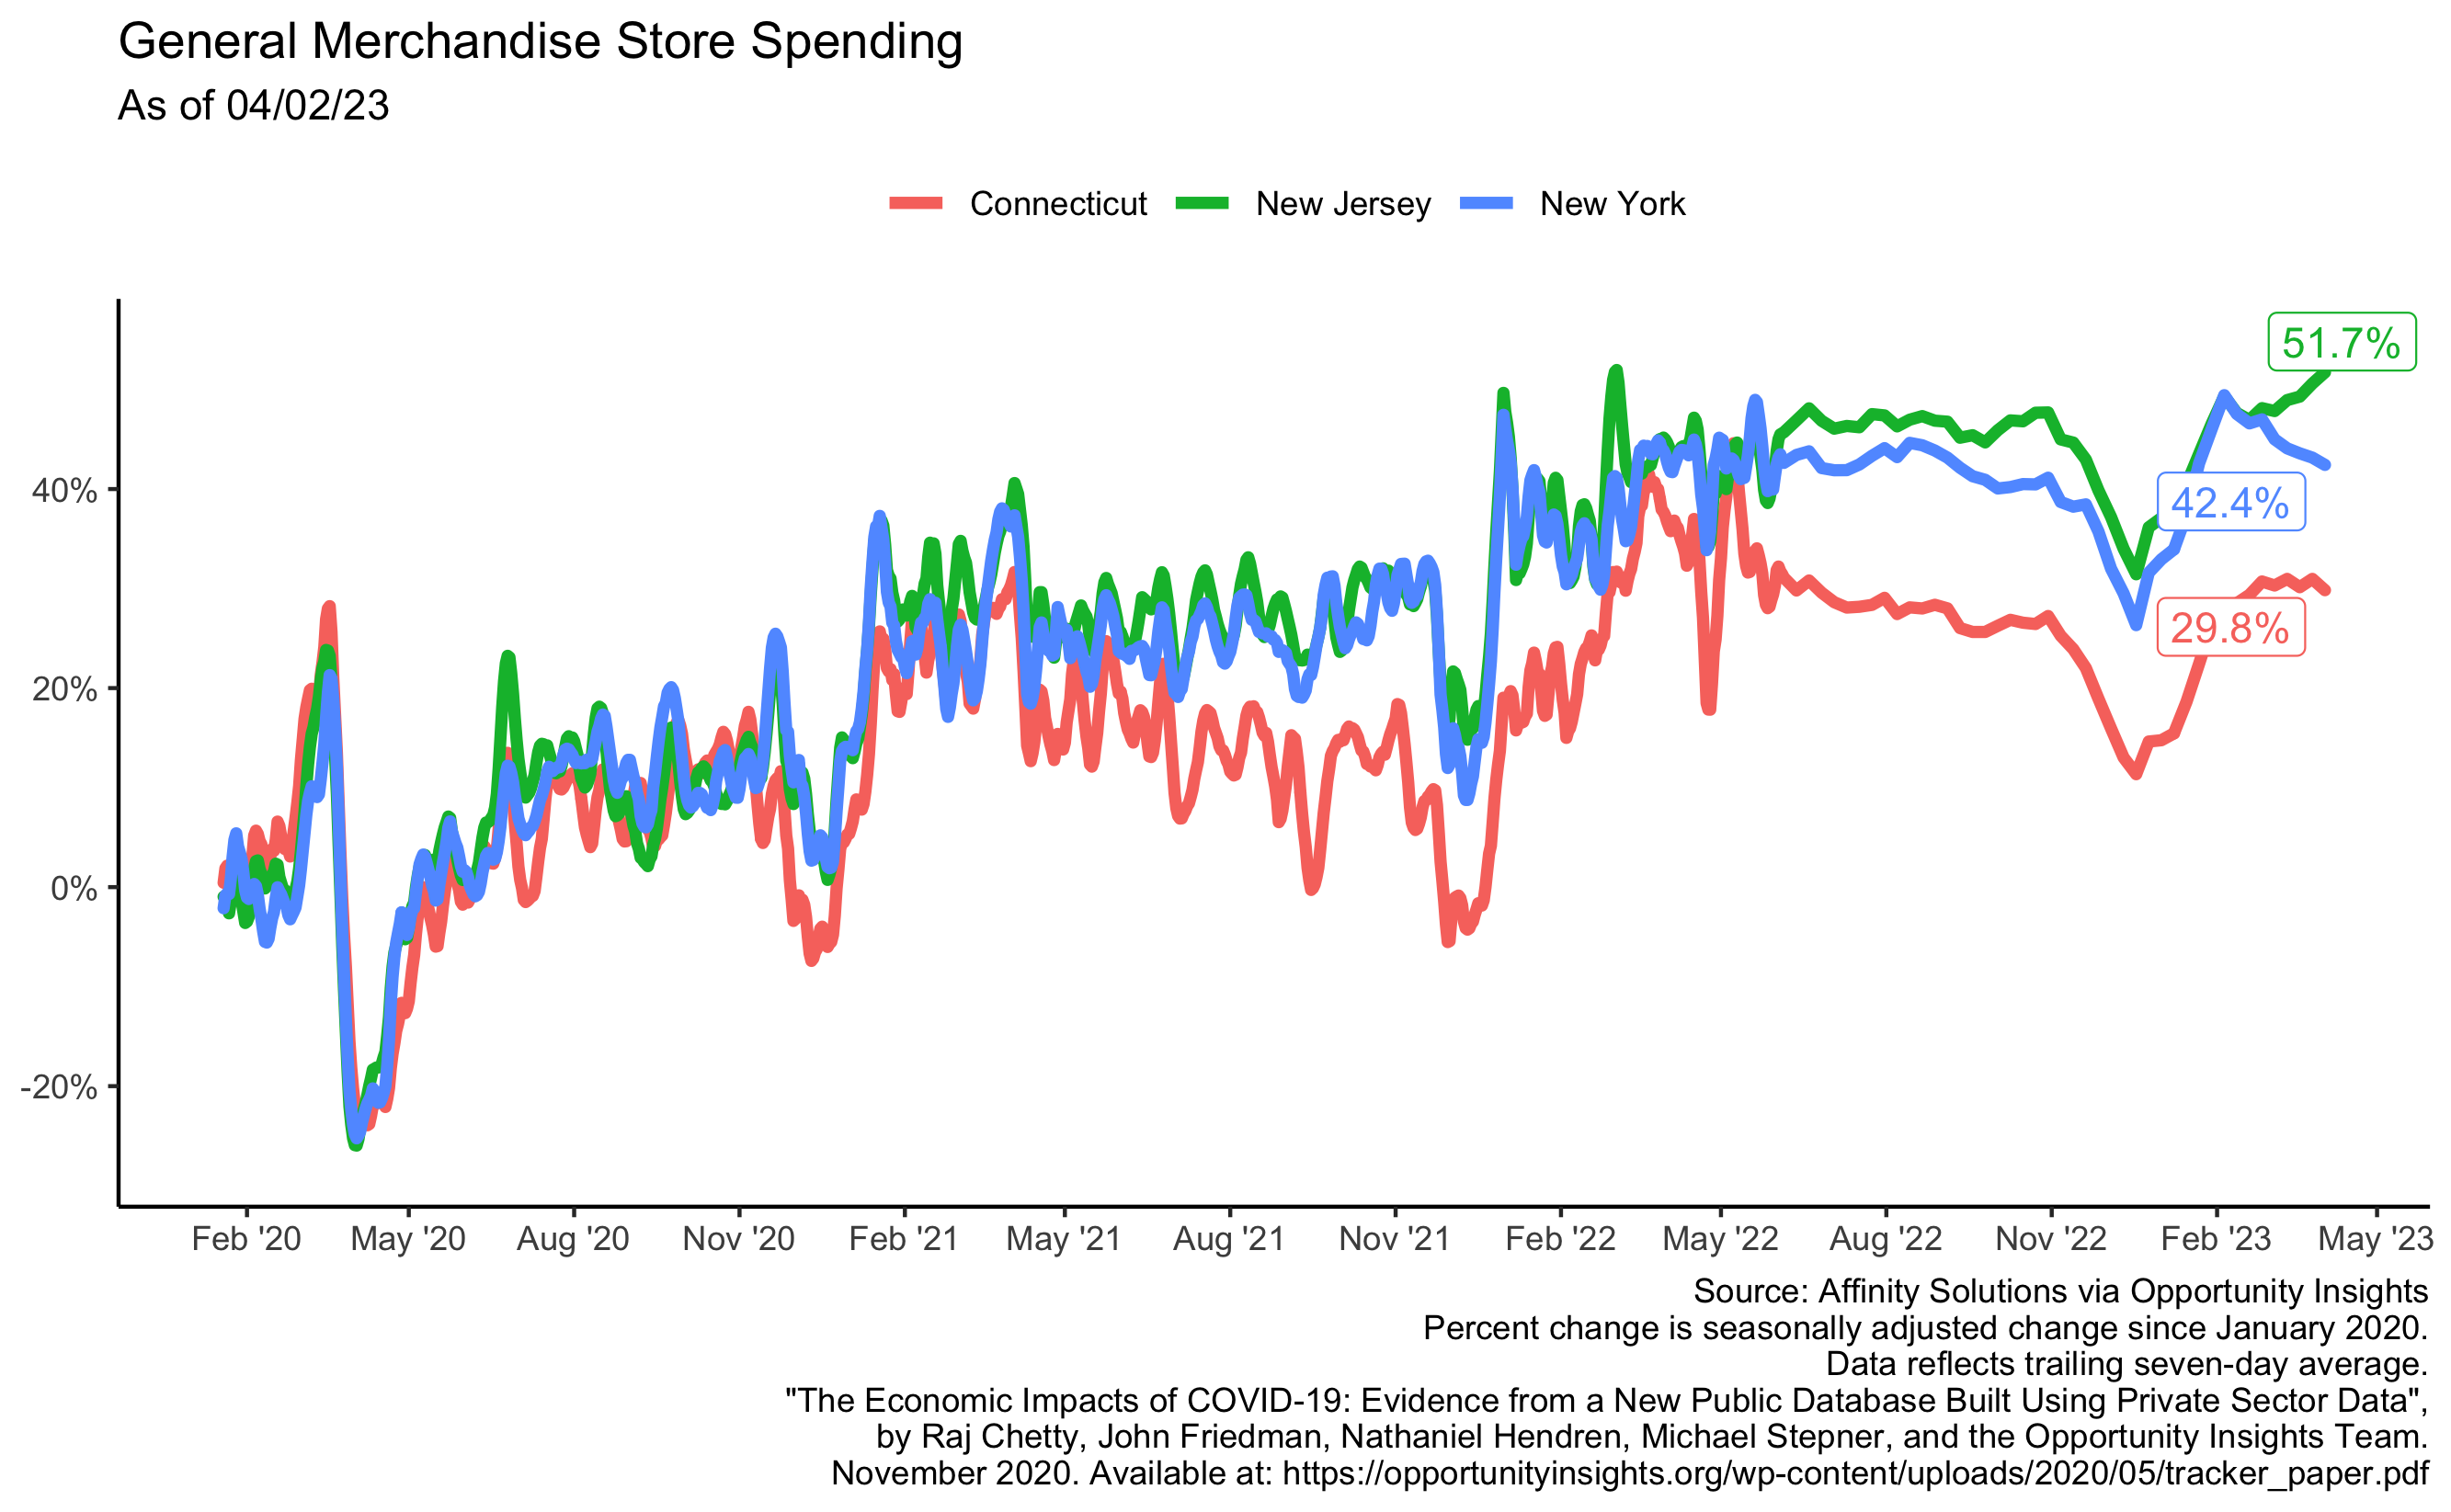 General Merchandise Store Spending
As of 04/02/23
Connecticut New Jersey New York
51.7%
40%
42.4%
29.8%
20%
0%
-20%
Feb '20 May '20 Aug '20 Nov '20 Feb '21 May '21 Aug '21 Nov '21 Feb '22 May '22 Aug '22 Nov '22 Feb '23 May '23
Source: Affinity Solutions via Opportunity Insights
Percent change is seasonally adjusted change since January 2020.
Data reflects trailing seven-day average.
"The Economic Impacts of COVID-19: Evidence from a New Public Database Built Using Private Sector Data",
by Raj Chetty, John Friedman, Nathaniel Hendren, Michael Stepner, and the Opportunity Insights Team.
November 2020. Available at: https://opportunityinsights.org/wp-content/uploads/2020/05/tracker_paper.pdf